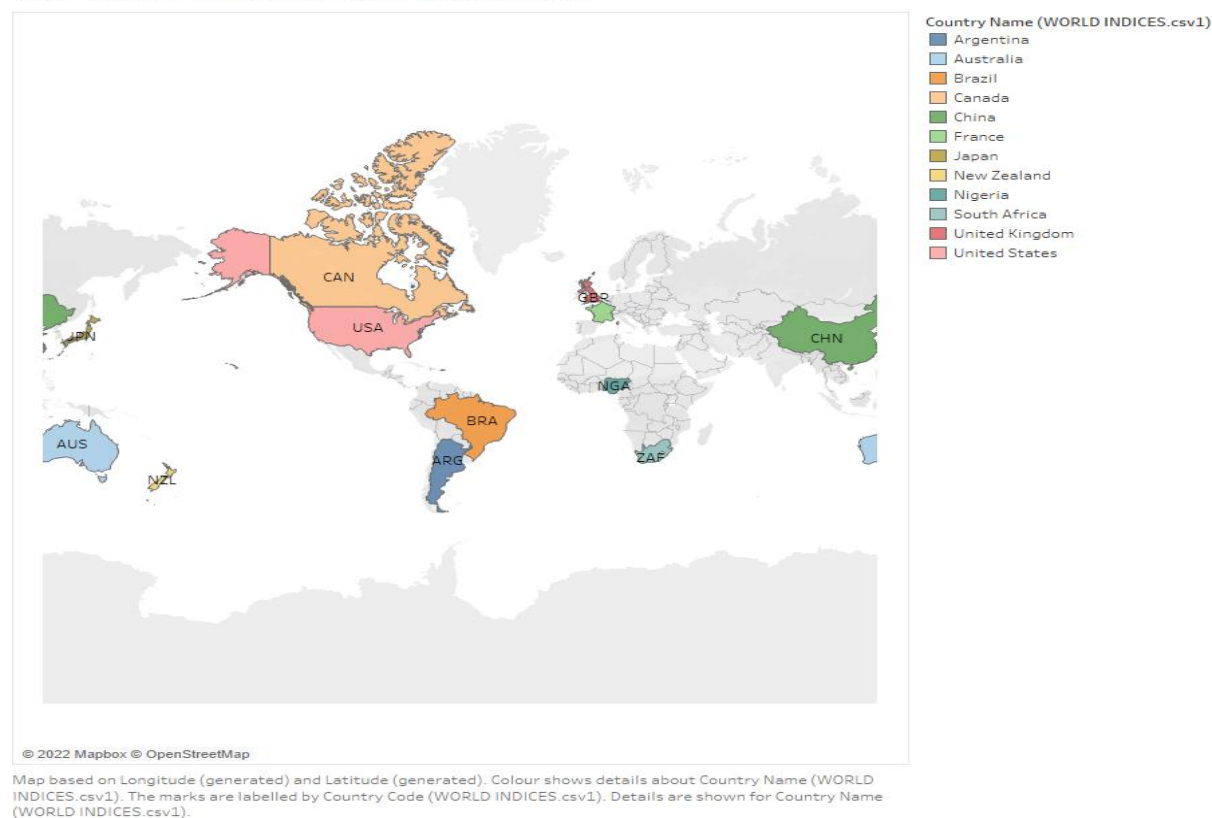 Country Name (WORLD INDICES.csv1)
Argentina
Australia
Brazil
Canada
China
France
Japan
New Zealand
Nigeria
South Africa
United Kingdom
United States
CAN
USA
GBR
JPN
CHN
NGA
BRA
AUS
ARG
ZAF
NZL
© 2022 Mapbox © OpenStreetMap
Map based on Longitude (generated) and Latitude (generated). Colour shows details about Country Name (WORLD
INDICES.csv1). The marks are labelled by Country Code (WORLD INDICES.csv1). Details are shown for Country Name
(WORLD INDICES.csv1).